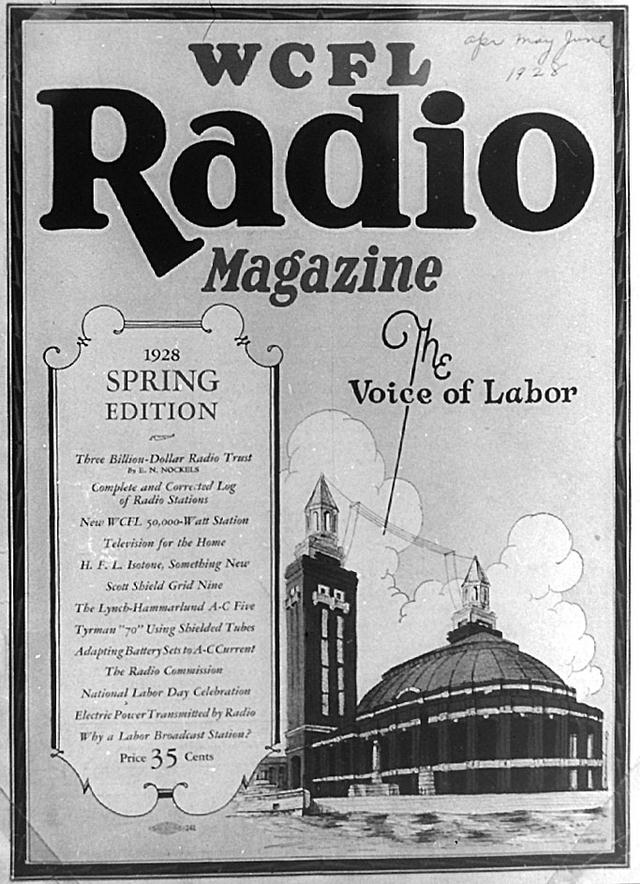 apr May June
1928
WCFL
Radio
Magazine
The
Voice of Labor
1928
SPRING
EDITION
Three Billion-Dollar Radio Trust
By E. N. NOCKELS
Complete and Corrected Log
of Radio Stations
New WCFL 50,000-Watt Station
Television for the Home
H. F. L. Isotone, Something New
Scott Shield Grid Nine
The Lynch-Hammarlund A-C Five
Tyrman "70" Using Shielded Tubes
Adapting Battery Sets to A-C Current
The Radio Commission
National Labor Day Celebration
Electric Power Transmitted by Radio
Why a Labor Broadcast Station?
Price 35 Cents
241